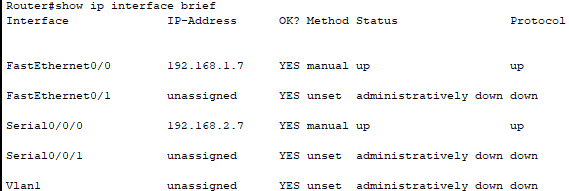 Router#show ip interface brief
Interface IP-Address OK? Method Status Protocol
FastEthernet0/0 192.168.1.7 YES manual up up
FastEthernet0/1 unassigned YES unset administratively down down
Serial0/0/0 192.168.2.7 YES manual up up
Serial0/0/1 unassigned YES unset administratively down down
Vlan1 unassigned YES unset administratively down down